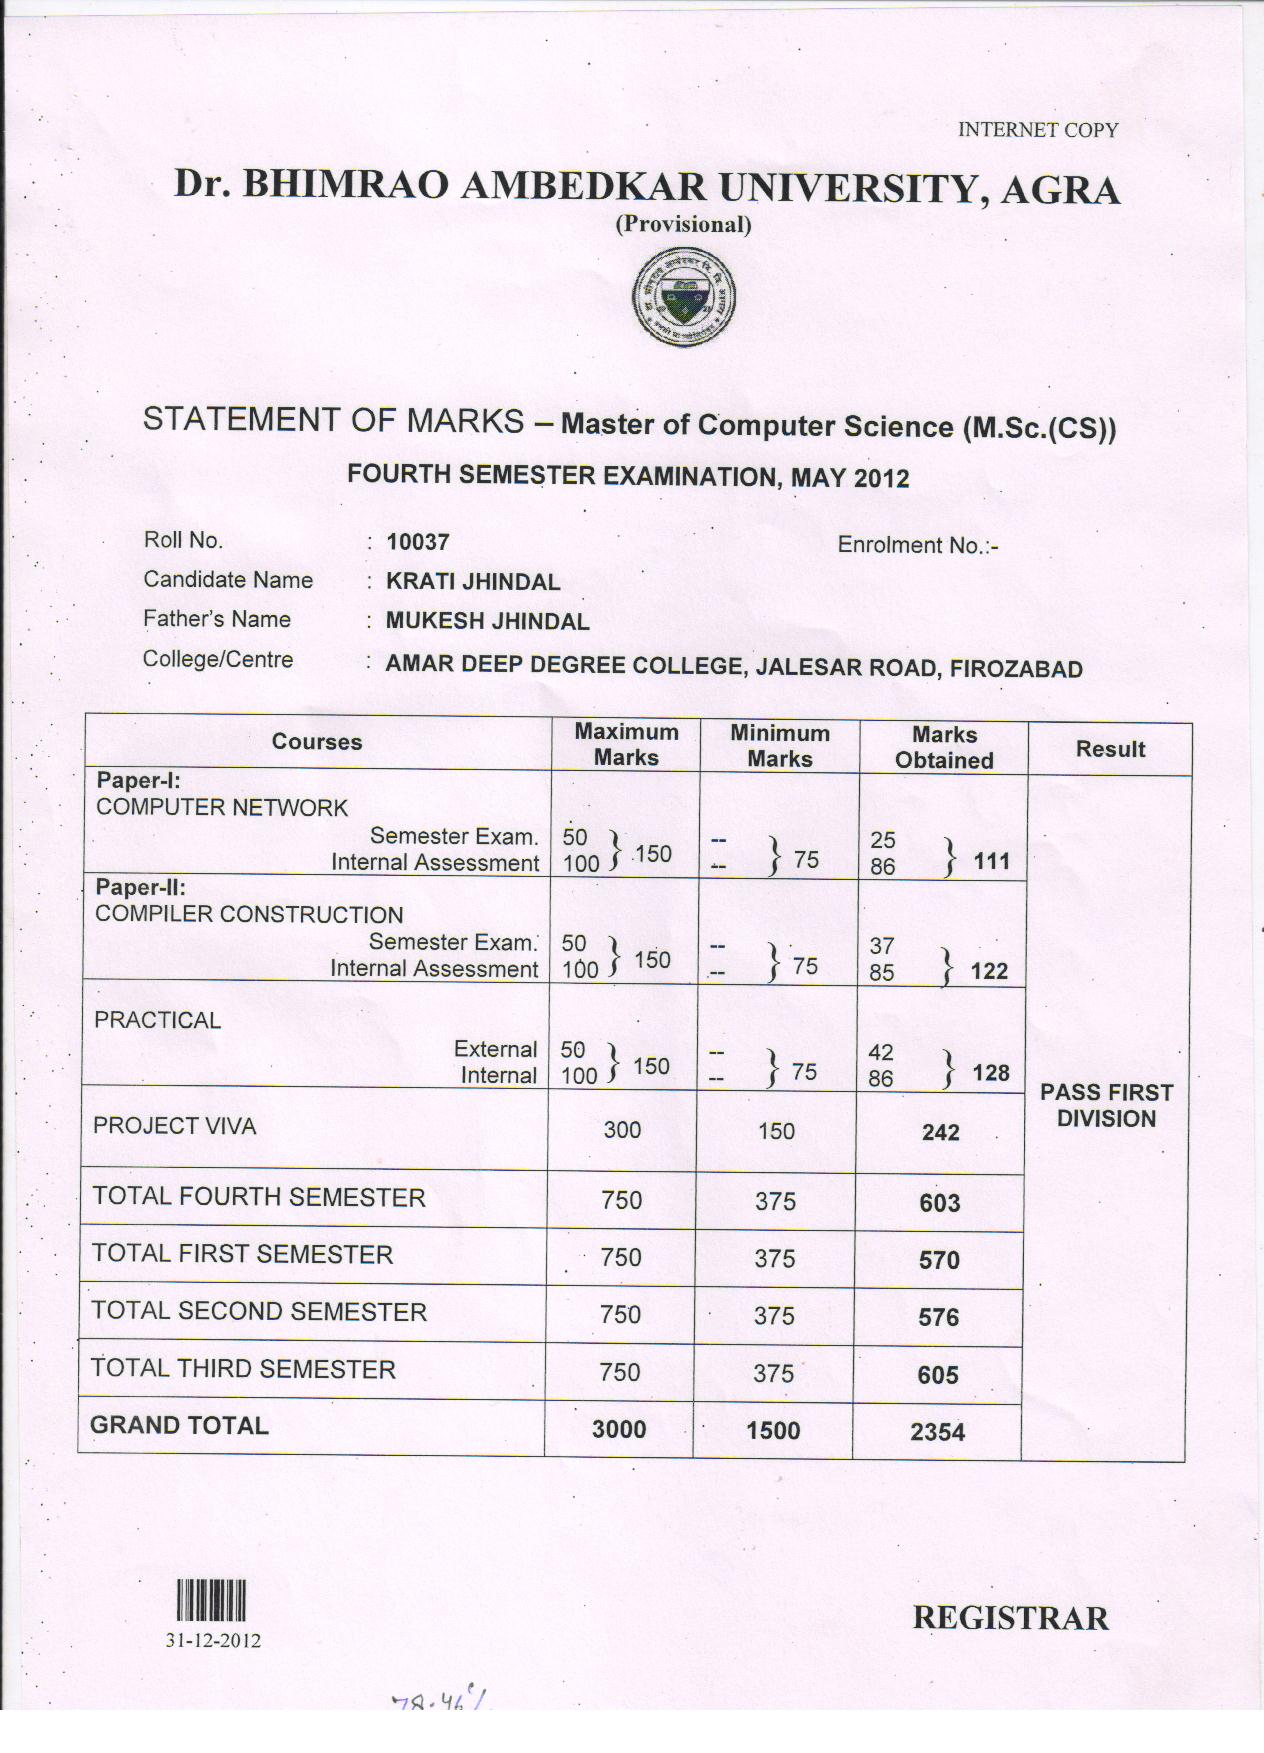 INTERNET COPY
Dr. BHIMRAO AMBEDKAR UNIVERSITY, AGRA
(Provisional)
STATEMENT OF MARKS – Master of Computer Science (M.Sc.(CS))
FOURTH SEMESTER EXAMINATION, MAY 2012
Roll No. : 10037 Enrolment No.:-
Candidate Name : KRATI JHINDAL
Father's Name : MUKESH JHINDAL
College/Centre : AMAR DEEP DEGREE COLLEGE, JALESAR ROAD, FIROZABAD
Courses Maximum Marks Minimum Marks Marks Obtained Result
Paper-I:
COMPUTER NETWORK
Semester Exam. 50 -- 25
Internal Assessment 100 } 150 -- } 75 86 } 111
Paper-II:
COMPILER CONSTRUCTION
Semester Exam. 50 -- 37
Internal Assessment 100 } 150 -- } 75 85 } 122
PRACTICAL
External 50 -- 42
Internal 100 } 150 -- } 75 86 } 128
PASS FIRST DIVISION
PROJECT VIVA 300 150 242
TOTAL FOURTH SEMESTER 750 375 603
TOTAL FIRST SEMESTER 750 375 570
TOTAL SECOND SEMESTER 750 375 576
TOTAL THIRD SEMESTER 750 375 605
GRAND TOTAL 3000 1500 2354
31-12-2012
REGISTRAR
78.46%